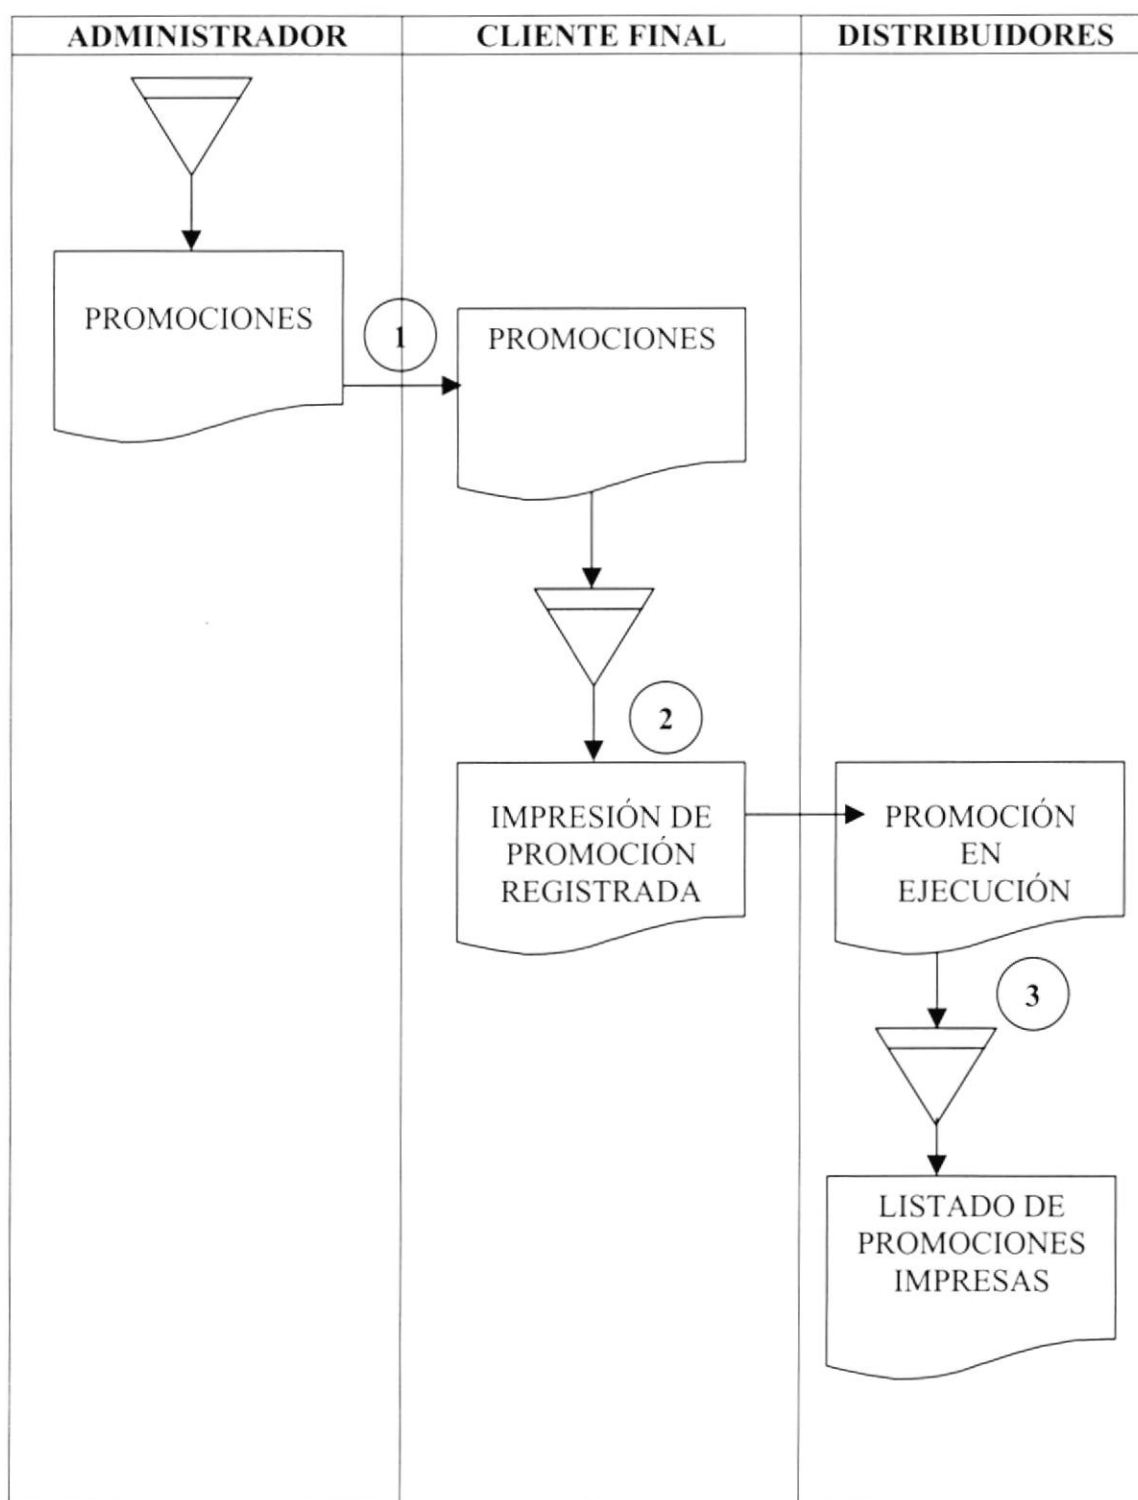 ADMINISTRADOR
CLIENTE FINAL
DISTRIBUIDORES
PROMOCIONES
1
PROMOCIONES
2
IMPRESIÓN DE
PROMOCIÓN
REGISTRADA
PROMOCIÓN
EN
EJECUCIÓN
3
LISTADO DE
PROMOCIONES
IMPRESAS